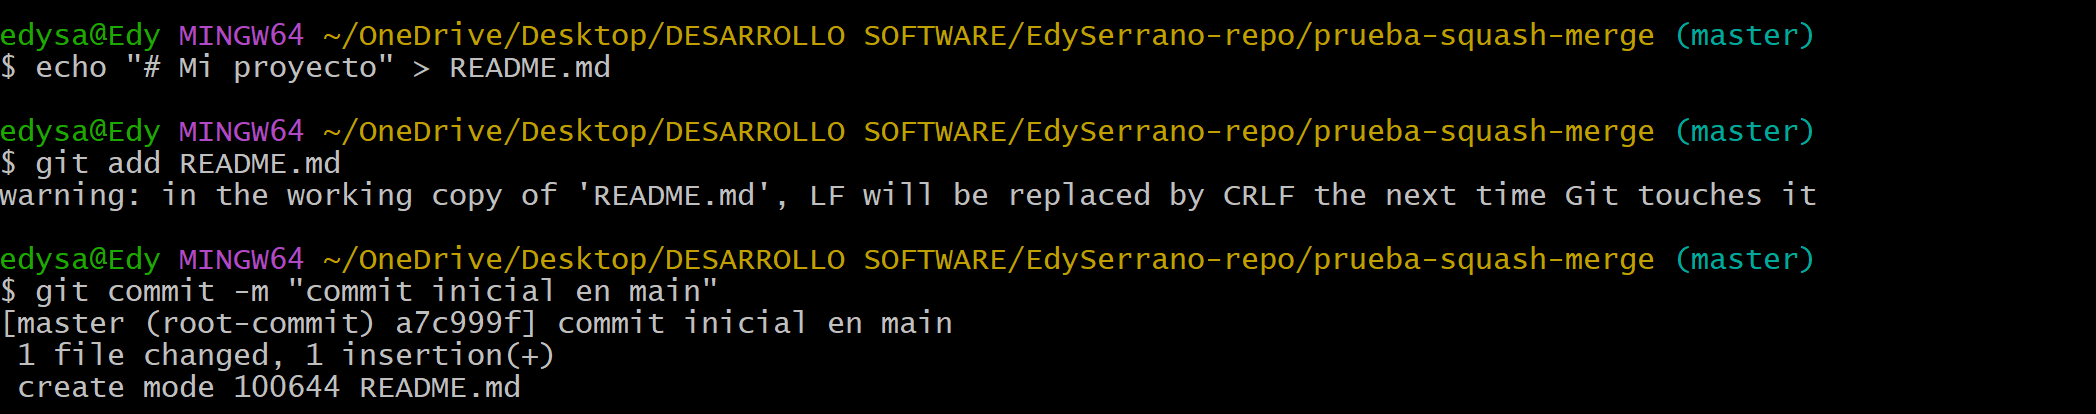 edysa@Edy MINGW64 ~/OneDrive/Desktop/DESARROLLO SOFTWARE/EdySerrano-repo/prueba-squash-merge (master)
$ echo "# Mi proyecto" > README.md
edysa@Edy MINGW64 ~/OneDrive/Desktop/DESARROLLO SOFTWARE/EdySerrano-repo/prueba-squash-merge (master)
$ git add README.md
warning: in the working copy of 'README.md', LF will be replaced by CRLF the next time Git touches it
edysa@Edy MINGW64 ~/OneDrive/Desktop/DESARROLLO SOFTWARE/EdySerrano-repo/prueba-squash-merge (master)
$ git commit -m "commit inicial en main"
[master (root-commit) a7c999f] commit inicial en main
 1 file changed, 1 insertion(+)
 create mode 100644 README.md